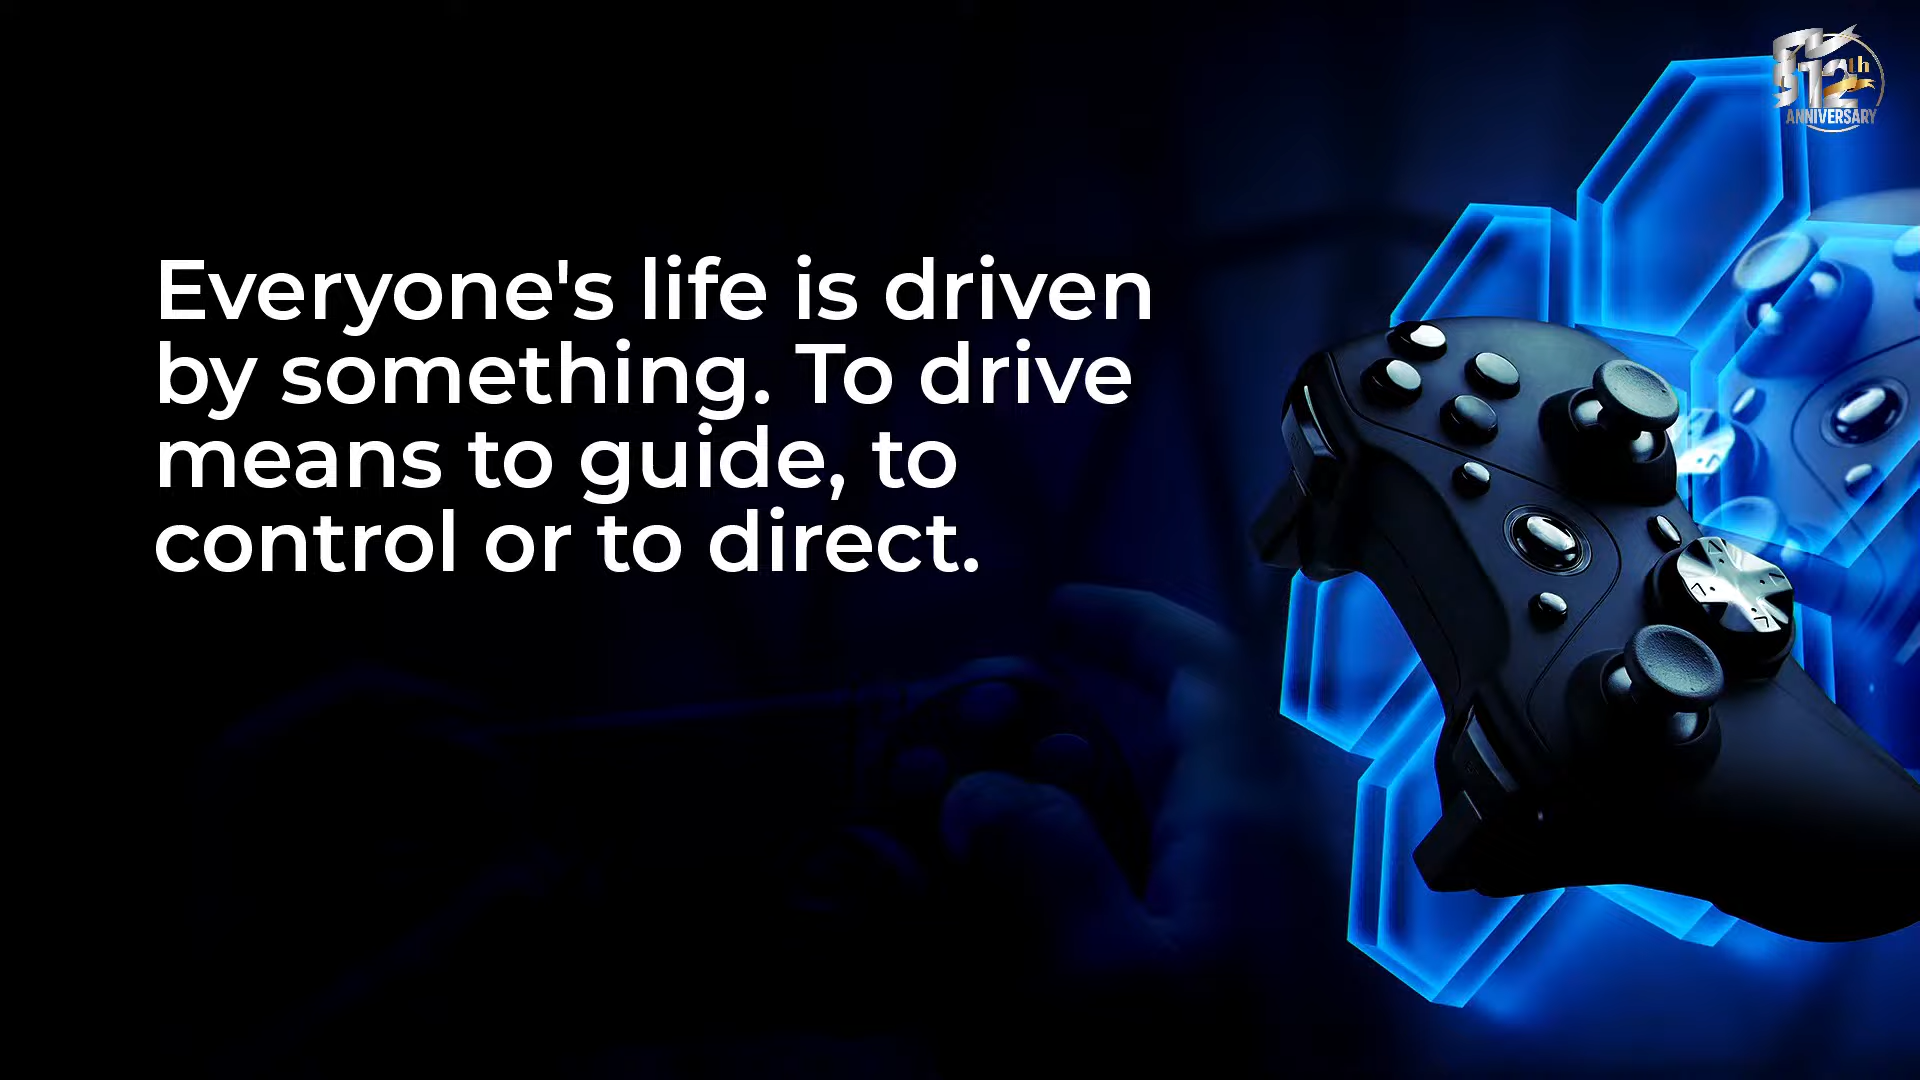 12th
ANNIVERSARY
Everyone's life is driven
by something. To drive
means to guide, to
control or to direct.